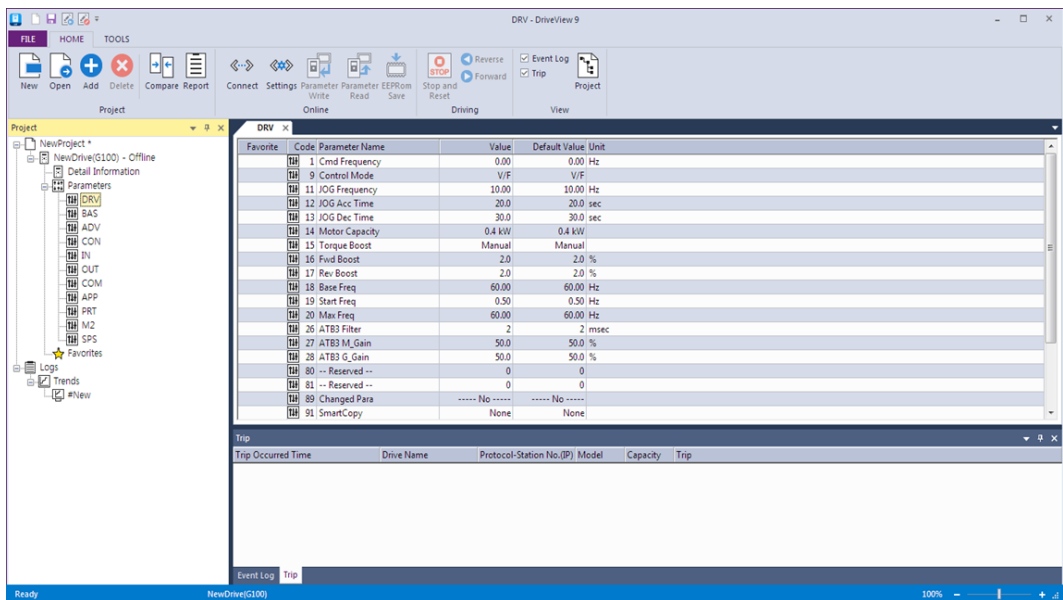 DRV - DriveView 9
FILE HOME TOOLS
New Open Add Delete Compare Report
Project
Connect Settings Parameter Write Parameter Read EEPRom Save
Online
Stop and Reset Reverse Forward
STOP
Driving
Event Log
Trip
Project
View
Project
NewProject *
NewDrive(G100) - Offline
Detail Information
Parameters
DRV
BAS
ADV
CON
IN
OUT
COM
APP
PRT
M2
SPS
Favorites
Logs
Trends
#New
DRV
Favorite Code Parameter Name Value Default Value Unit
1 Cmd Frequency 0.00 0.00 Hz
9 Control Mode V/F V/F
11 JOG Frequency 10.00 10.00 Hz
12 JOG Acc Time 20.0 20.0 sec
13 JOG Dec Time 30.0 30.0 sec
14 Motor Capacity 0.4 kW 0.4 kW
15 Torque Boost Manual Manual
16 Fwd Boost 2.0 2.0 %
17 Rev Boost 2.0 2.0 %
18 Base Freq 60.00 60.00 Hz
19 Start Freq 0.50 0.50 Hz
20 Max Freq 60.00 60.00 Hz
26 ATB3 Filter 2 2 msec
27 ATB3 M_Gain 50.0 50.0 %
28 ATB3 G_Gain 50.0 50.0 %
80 -- Reserved -- 0 0
81 -- Reserved -- 0 0
89 Changed Para ----- No ----- ----- No -----
91 SmartCopy None None
Trip
Trip Occurred Time Drive Name Protocol-Station No.(IP) Model Capacity Trip
Event Log Trip
Ready NewDrive(G100) 100%